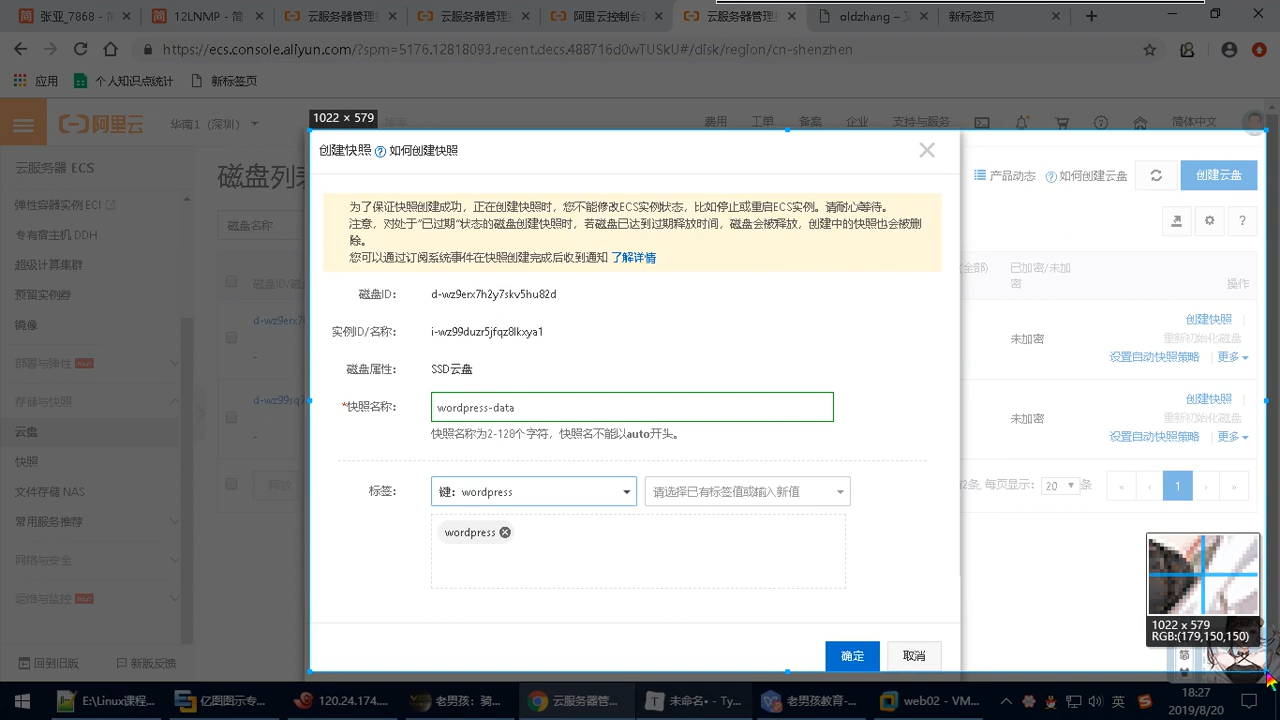 张亚_7868 - 简
12LNMP - 简
云服务器管理
云服务器管理
阿里云控制台
云服务器管理
oldzhang –
新标签页
https://ecs.console.aliyun.com/?spm=5176.12818093.recent.decs.488716d0wTUSkU#/disk/region/cn-shenzhen
应用
个人知识点统计
新标签页
阿里云
华南1（深圳）
搜索
费用
工单
备案
企业
支持与服务
简体中文
1022 × 579
云服务器 ECS
弹性容器实例 ECI
专有宿主机 DDH
超级计算集群
预留实例券
镜像
部署与弹性
存储与快照
云盘
快照
文件存储 NAS
常用服务推荐
网络与安全
运维与监控
回到旧版
新版反馈
磁盘列表
磁盘名称
产品动态
如何创建云盘
创建云盘
创建快照 如何创建快照
为了保证快照创建成功，正在创建快照时，您不能修改ECS实例状态，比如停止或重启ECS实例。请耐心等待。
注意，对处于“已过期”状态的磁盘创建快照时，若磁盘已达到过期释放时间，磁盘会被释放，创建中的快照也会被删
除。
您可以通过订阅系统事件在快照创建完成后收到通知 了解详情
磁盘ID： d-wz9erx7h2y7skv5hu82d
实例ID/名称： i-wz99duzr5jfqz8lkxya1
磁盘属性： SSD云盘
*快照名称： wordpress-data
快照名称为2-128个字符，快照名不能以auto开头。
标签： 键：wordpress 请选择已有标签值或输入新值
wordpress
确定
取消
磁盘ID/磁
(全部)
已加密/未加
密
操作
d-wz9erx7
-
未加密
创建快照
重新初始化磁盘
设置自动快照策略
更多
d-wz99sq7
-
未加密
创建快照
重新初始化磁盘
设置自动快照策略
更多
释放
2条, 每页显示: 20 条
« ‹ 1 › »
1022 x 579
RGB:(179,150,150)
简
E:\Linux课程...
亿图图示专...
120.24.174....
老男孩：骑...
云服务器管...
未命名• - Ty...
老男孩教育-...
web02 - VM...
英
18:27
2019/8/20